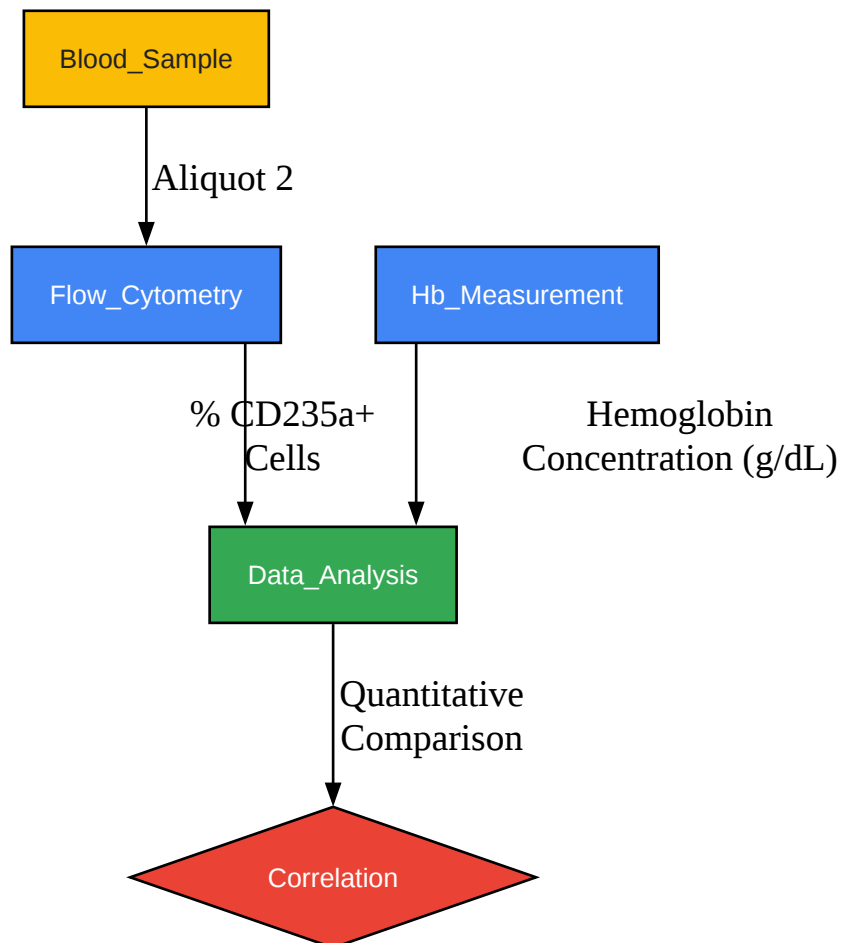 Blood_Sample
Aliquot 2
Flow_Cytometry
Hb_Measurement
% CD235a+
Cells
Hemoglobin
Concentration (g/dL)
Data_Analysis
Quantitative
Comparison
Correlation